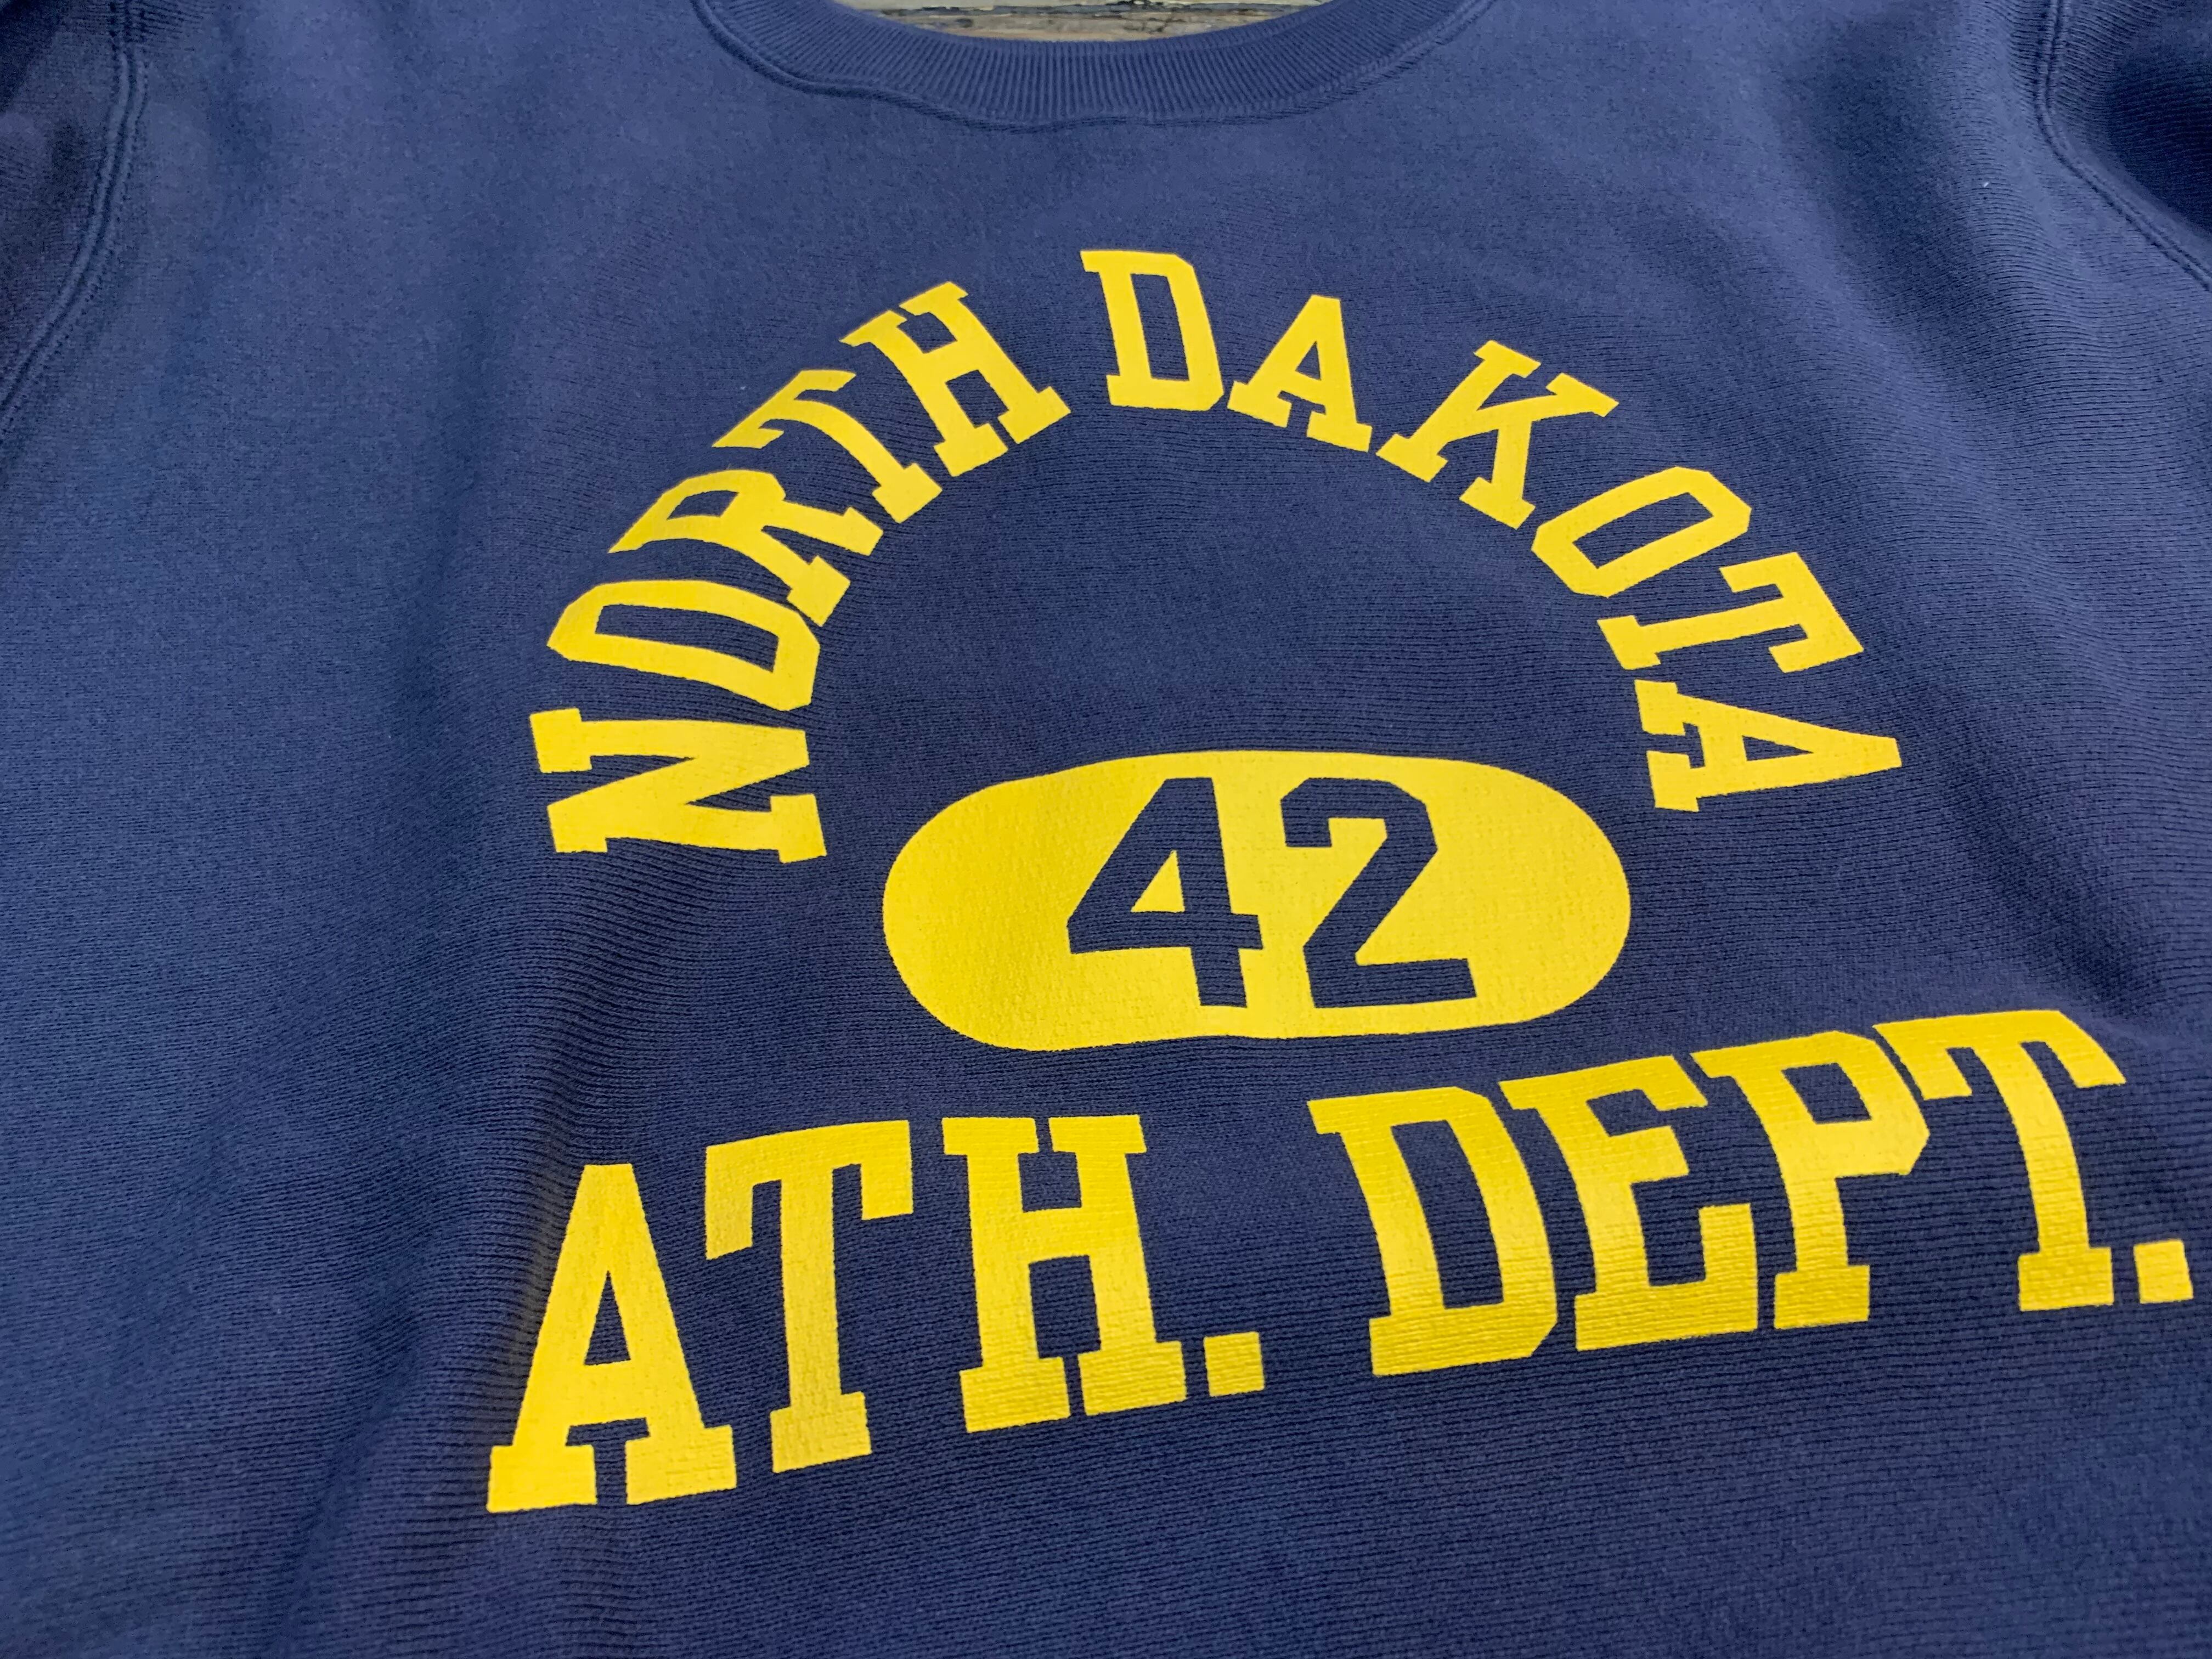 NORTH DAKOTA
42
ATH. DEPT.